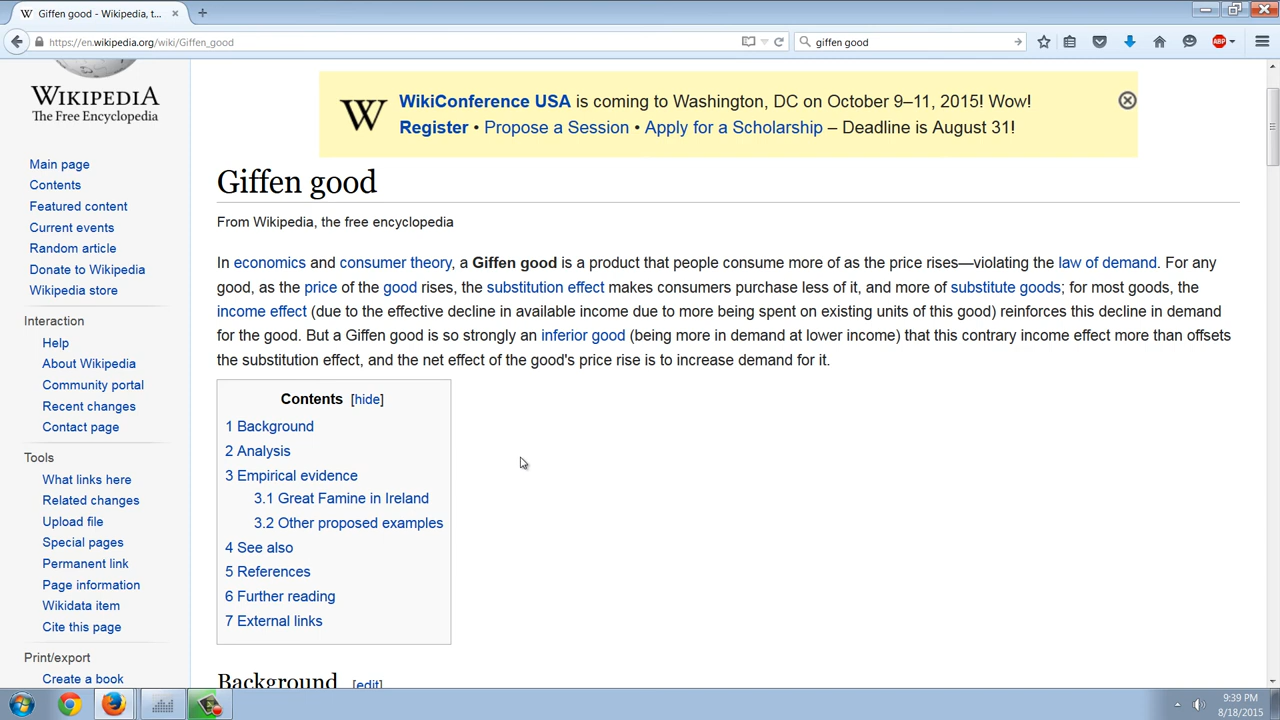 W Giffen good - Wikipedia, t... × +
https://en.wikipedia.org/wiki/Giffen_good
giffen good
ABP
WIKIPEDIA
The Free Encyclopedia
Main page
Contents
Featured content
Current events
Random article
Donate to Wikipedia
Wikipedia store
Interaction
Help
About Wikipedia
Community portal
Recent changes
Contact page
Tools
What links here
Related changes
Upload file
Special pages
Permanent link
Page information
Wikidata item
Cite this page
Print/export
Create a book
W
WikiConference USA is coming to Washington, DC on October 9–11, 2015! Wow!
Register • Propose a Session • Apply for a Scholarship – Deadline is August 31!
Giffen good
From Wikipedia, the free encyclopedia
In economics and consumer theory, a Giffen good is a product that people consume more of as the price rises—violating the law of demand. For any
good, as the price of the good rises, the substitution effect makes consumers purchase less of it, and more of substitute goods; for most goods, the
income effect (due to the effective decline in available income due to more being spent on existing units of this good) reinforces this decline in demand
for the good. But a Giffen good is so strongly an inferior good (being more in demand at lower income) that this contrary income effect more than offsets
the substitution effect, and the net effect of the good's price rise is to increase demand for it.
Contents [hide]
1 Background
2 Analysis
3 Empirical evidence
3.1 Great Famine in Ireland
3.2 Other proposed examples
4 See also
5 References
6 Further reading
7 External links
Background [edit]
9:39 PM
8/18/2015